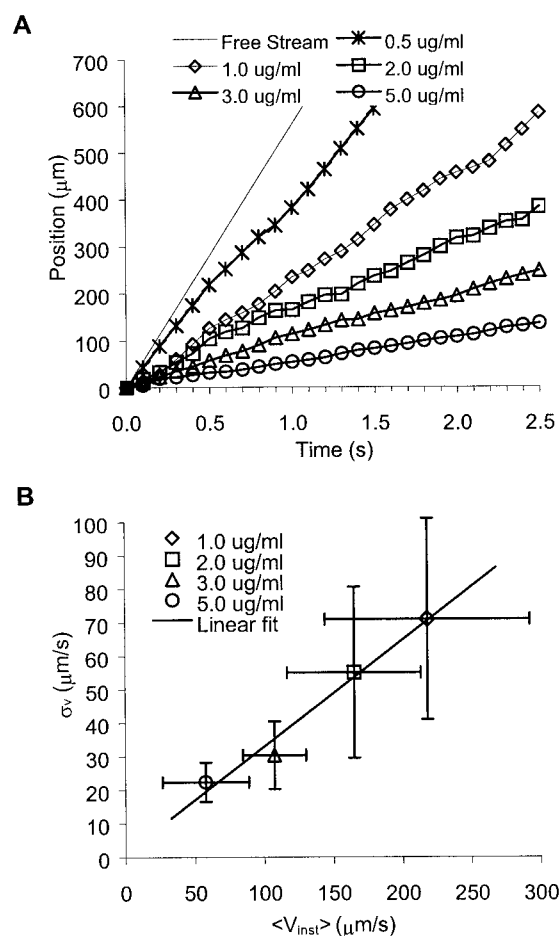 A
Free Stream 0.5 ug/ml
1.0 ug/ml 2.0 ug/ml
3.0 ug/ml 5.0 ug/ml
700
600
500
400
300
200
100
0
Position (μm)
0.0 0.5 1.0 1.5 2.0 2.5
Time (s)
B
1.0 ug/ml
2.0 ug/ml
3.0 ug/ml
5.0 ug/ml
Linear fit
100
90
80
70
60
50
40
30
20
10
0
σv (μm/s)
0 50 100 150 200 250 300
<Vinst> (μm/s)